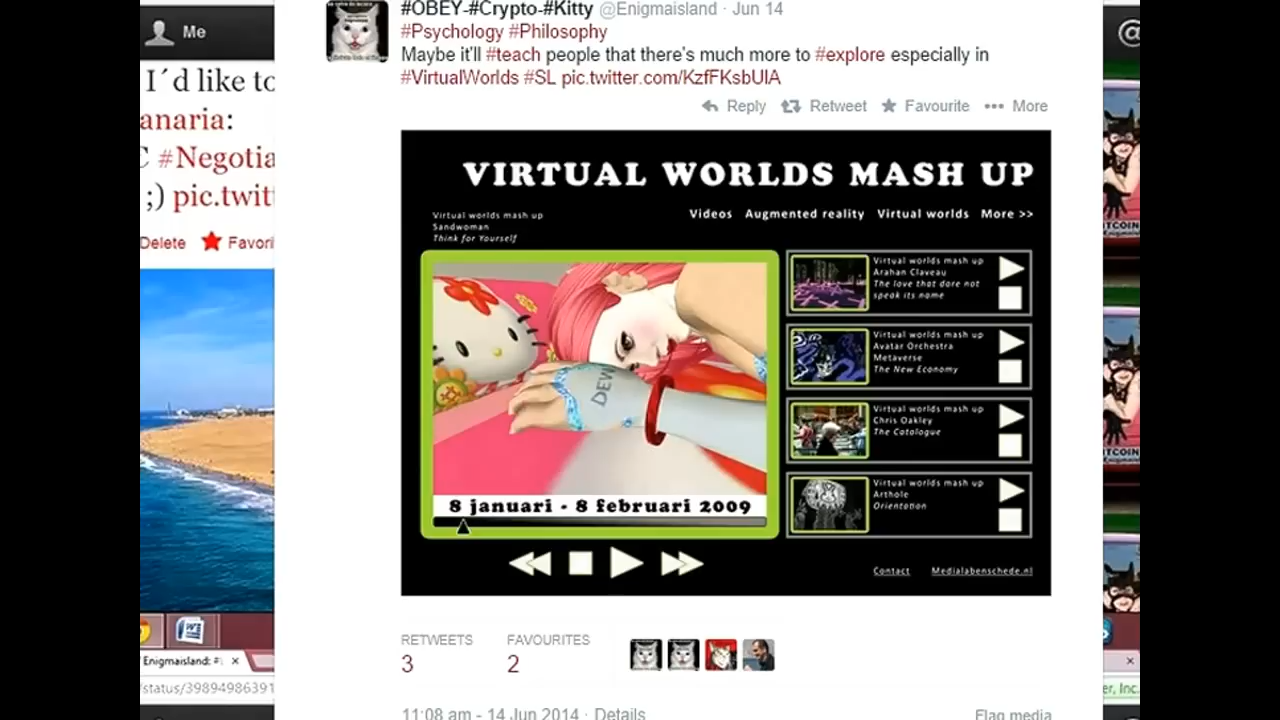 #OBEY-#Crypto-#Kitty @Enigmaisland · Jun 14
#Psychology #Philosophy
Maybe it'll #teach people that there's much more to #explore especially in
#VirtualWorlds #SL pic.twitter.com/KzfFKsbUIA
Reply Retweet Favourite More
VIRTUAL WORLDS MASH UP
Videos Augmented reality Virtual worlds More >>
Virtual worlds mash up
Sandwoman
Think for Yourself
DEW
8 januari - 8 februari 2009
Virtual worlds mash up
Arahan Claveau
The love that dare not
speak its name
Virtual worlds mash up
Avatar Orchestra
Metaverse
The New Economy
Virtual worlds mash up
Chris Oakley
The Catalogue
Virtual worlds mash up
Arthole
Orientation
Contact Medialabenschede.nl
RETWEETS FAVOURITES
3 2
11:08 am - 14 Jun 2014 · Details
Flag media
Me
I´d like to
anaria:
C #Negotia
;) pic.twitt
Delete Favori
Enigmaisland: #
/status/39894986391
@
ITCOIN
ITCOIN
er, Inc.